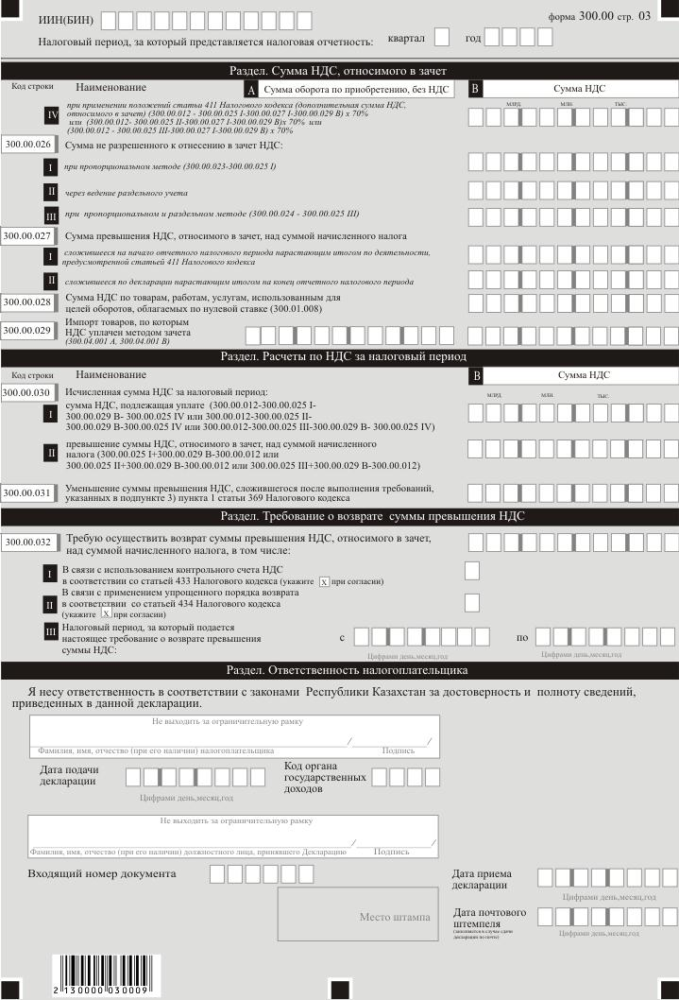 ИИН(БИН)
форма 300.00 стр. 03
Налоговый период, за который представляется налоговая отчетность: квартал год
Раздел. Сумма НДС, относимого в зачет
Код строки Наименование A Сумма оборота по приобретению, без НДС B Сумма НДС
МЛРД. МЛН. ТЫС.
IV при применении положений статьи 411 Налогового кодекса (дополнительная сумма НДС,
относимого в зачет) (300.00.012 - 300.00.025 I-300.00.027 I-300.00.029 В) х 70%
или (300.00.012- 300.00.025 II-300.00.027 I-300.00.029 В)х 70% или
(300.00.012 - 300.00.025 III-300.00.027 I-300.00.029 В) х 70%
300.00.026 Сумма не разрешенного к отнесению в зачет НДС:
I при пропорциональном методе (300.00.023-300.00.025 I)
II через ведение раздельного учета
III при пропорциональном и раздельном методе (300.00.024 - 300.00.025 III)
300.00.027 Сумма превышения НДС, относимого в зачет, над суммой начисленного налога
I сложившееся на начало отчетного налогового периода нарастающим итогом по деятельности,
предусмотренной статьей 411 Налогового кодекса
II сложившееся по декларации нарастающим итогом на конец отчетного налогового периода
300.00.028 Сумма НДС по товарам, работам, услугам, использованным для
целей оборотов, облагаемых по нулевой ставке (300.01.008)
300.00.029 Импорт товаров, по которым
НДС уплачен методом зачета
(300.04.001 А, 300.04.001 В)
Раздел. Расчеты по НДС за налоговый период
Код строки Наименование B Сумма НДС
300.00.030 Исчисленная сумма НДС за налоговый период:
МЛРД. МЛН. ТЫС.
I сумма НДС, подлежащая уплате (300.00.012-300.00.025 I-
300.00.029 В- 300.00.025 IV или 300.00.012-300.00.025 II-
300.00.029 В-300.00.025 IV или 300.00.012-300.00.025 III-300.00.029 В- 300.00.025 IV)
II превышение суммы НДС, относимого в зачет, над суммой начисленного
налога (300.00.025 I+300.00.029 В-300.00.012 или
300.00.025 II+300.00.029 В-300.00.012 или 300.00.025 III+300.00.029 В-300.00.012)
300.00.031 Уменьшение суммы превышения НДС, сложившегося после выполнения требований,
указанных в подпункте 3) пункта 1 статьи 369 Налогового кодекса
Раздел. Требование о возврате суммы превышения НДС
300.00.032 Требую осуществить возврат суммы превышения НДС, относимого в зачет,
над суммой начисленного налога, в том числе:
I В связи с использованием контрольного счета НДС
в соответствии со статьей 433 Налогового кодекса (укажите X при согласии)
II В связи с применением упрощенного порядка возврата
в соответствии со статьей 434 Налогового кодекса
(укажите X при согласии)
III Налоговый период, за который подается
настоящее требование о возврате превышения
суммы НДС:
с по
Цифрами день,месяц,год Цифрами день,месяц,год
Раздел. Ответственность налогоплательщика
Я несу ответственность в соответствии с законами Республики Казахстан за достоверность и полноту сведений,
приведенных в данной декларации.
Не выходить за ограничительную рамку
/ /
Фамилия, имя, отчество (при его наличии) налогоплательщика Подпись
Дата подачи
декларации
Цифрами день,месяц,год
Код органа
государственных
доходов
Не выходить за ограничительную рамку
/ /
Фамилия, имя, отчество (при его наличии) должностного лица, принявшего Декларацию Подпись
Входящий номер документа
Дата приема
декларации
Цифрами день,месяц,год
Место штампа
Дата почтового
штемпеля
(заполняется в случае сдачи
декларации по почте)
Цифрами день,месяц,год
2 130000 030009